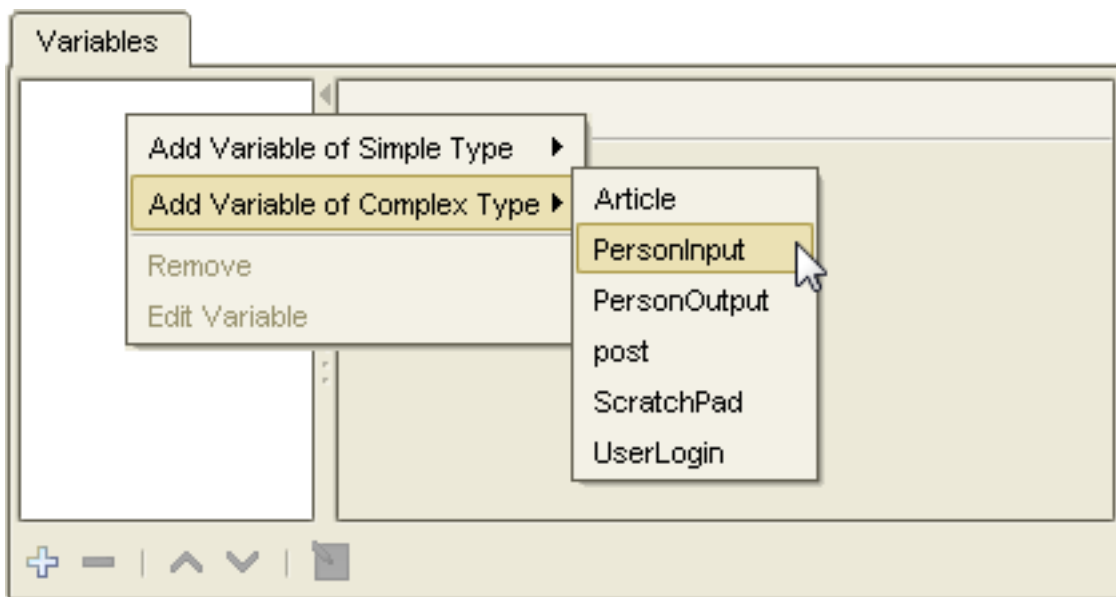 Variables
Add Variable of Simple Type
Add Variable of Complex Type
Remove
Edit Variable
Article
PersonInput
PersonOutput
post
ScratchPad
UserLogin